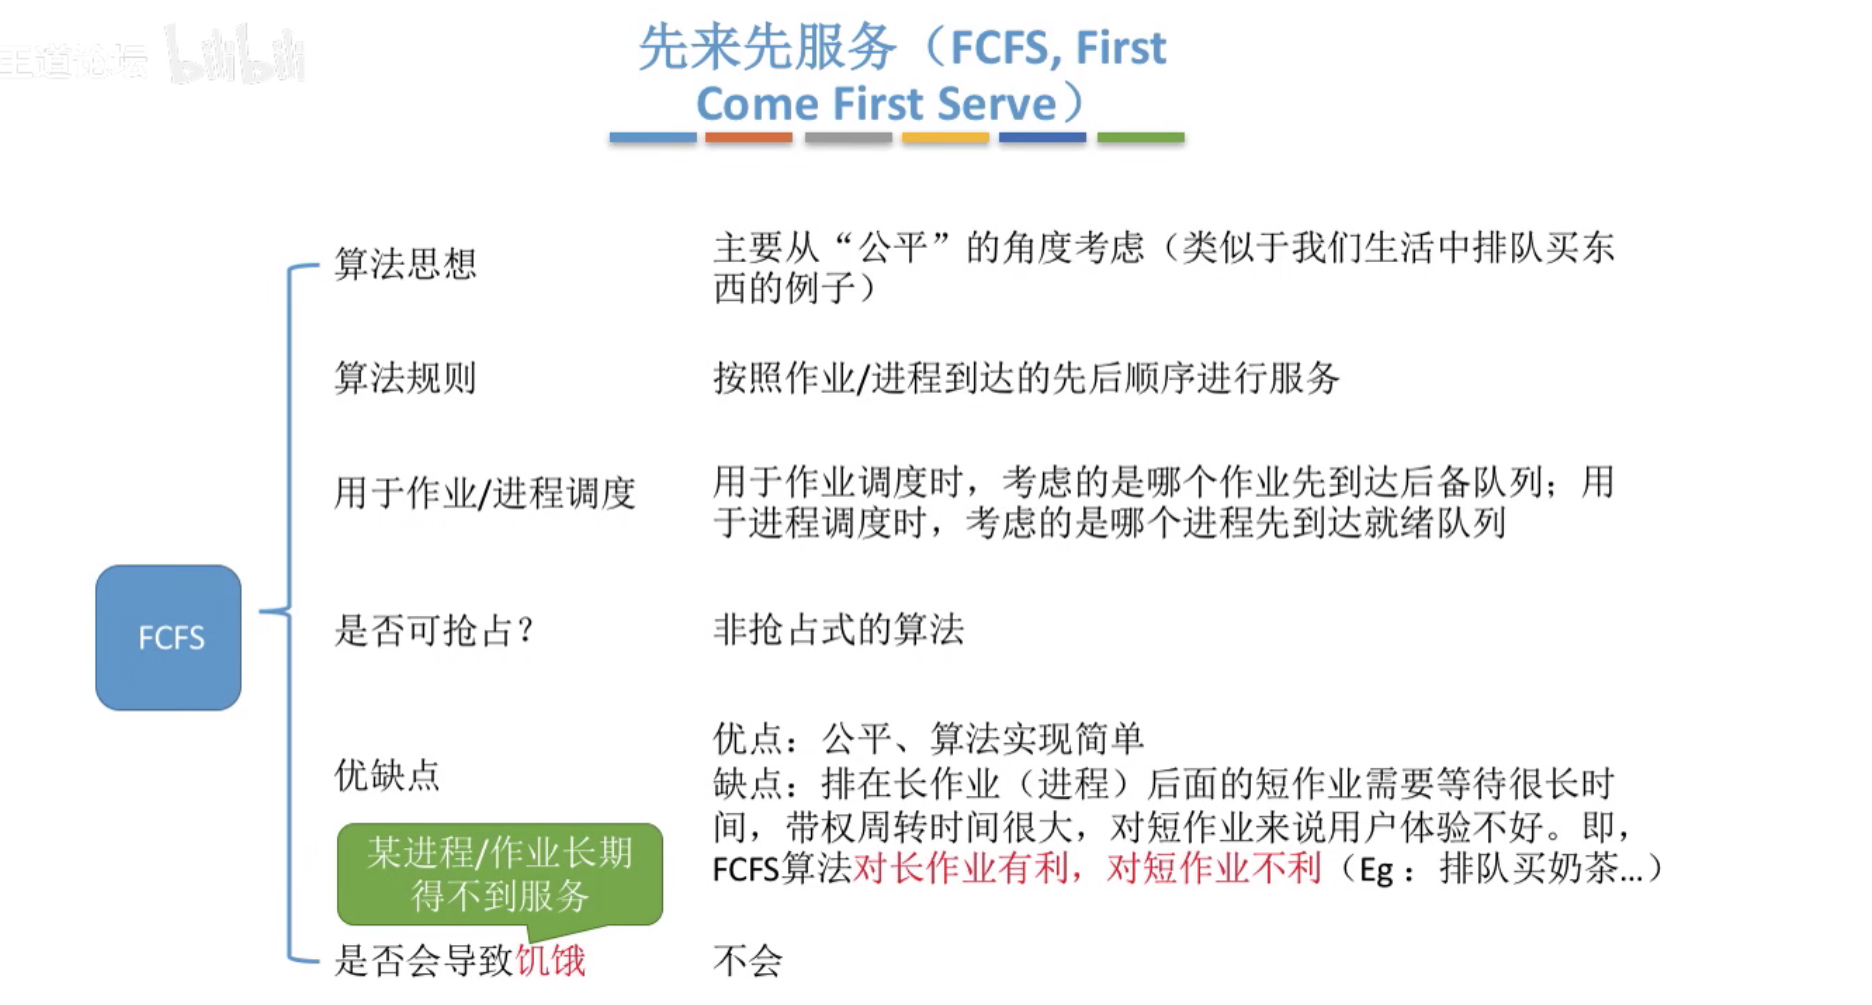 王道论坛 bilibili
先来先服务（FCFS, First
Come First Serve）
算法思想
主要从“公平”的角度考虑（类似于我们生活中排队买东
西的例子）
算法规则
按照作业/进程到达的先后顺序进行服务
用于作业/进程调度
用于作业调度时，考虑的是哪个作业先到达后备队列；用
于进程调度时，考虑的是哪个进程先到达就绪队列
FCFS
是否可抢占？
非抢占式的算法
优缺点
优点：公平、算法实现简单
缺点：排在长作业（进程）后面的短作业需要等待很长时
间，带权周转时间很大，对短作业来说用户体验不好。即，
FCFS算法对长作业有利，对短作业不利（Eg：排队买奶茶...）
某进程/作业长期
得不到服务
是否会导致饥饿
不会